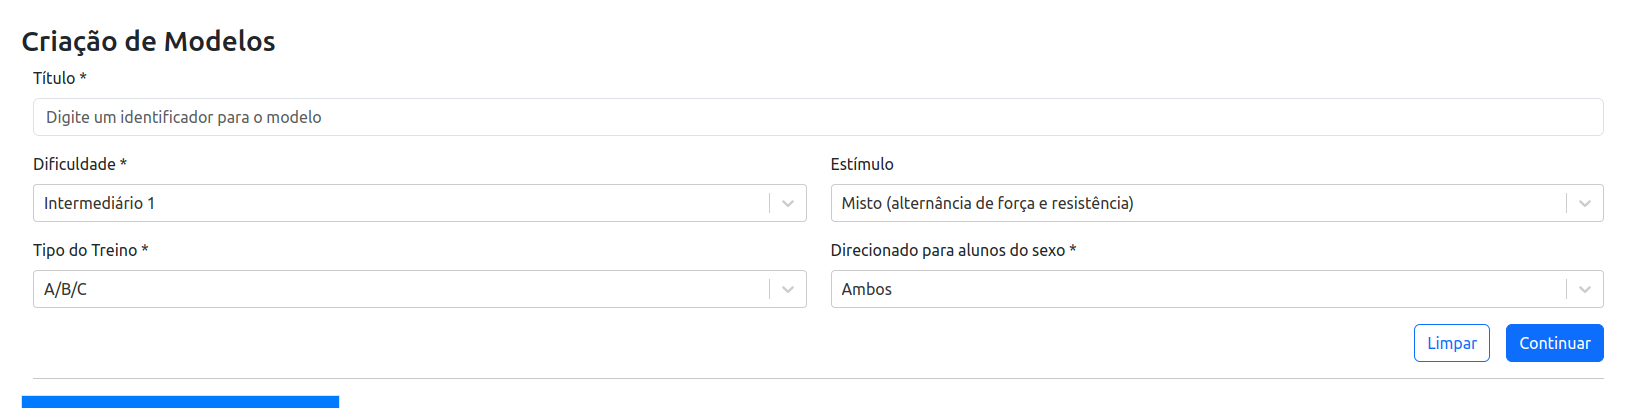 Criação de Modelos
Título *
Digite um identificador para o modelo
Dificuldade *
Estímulo
Intermediário 1
Misto (alternância de força e resistência)
Tipo do Treino *
Direcionado para alunos do sexo *
A/B/C
Ambos
Limpar
Continuar